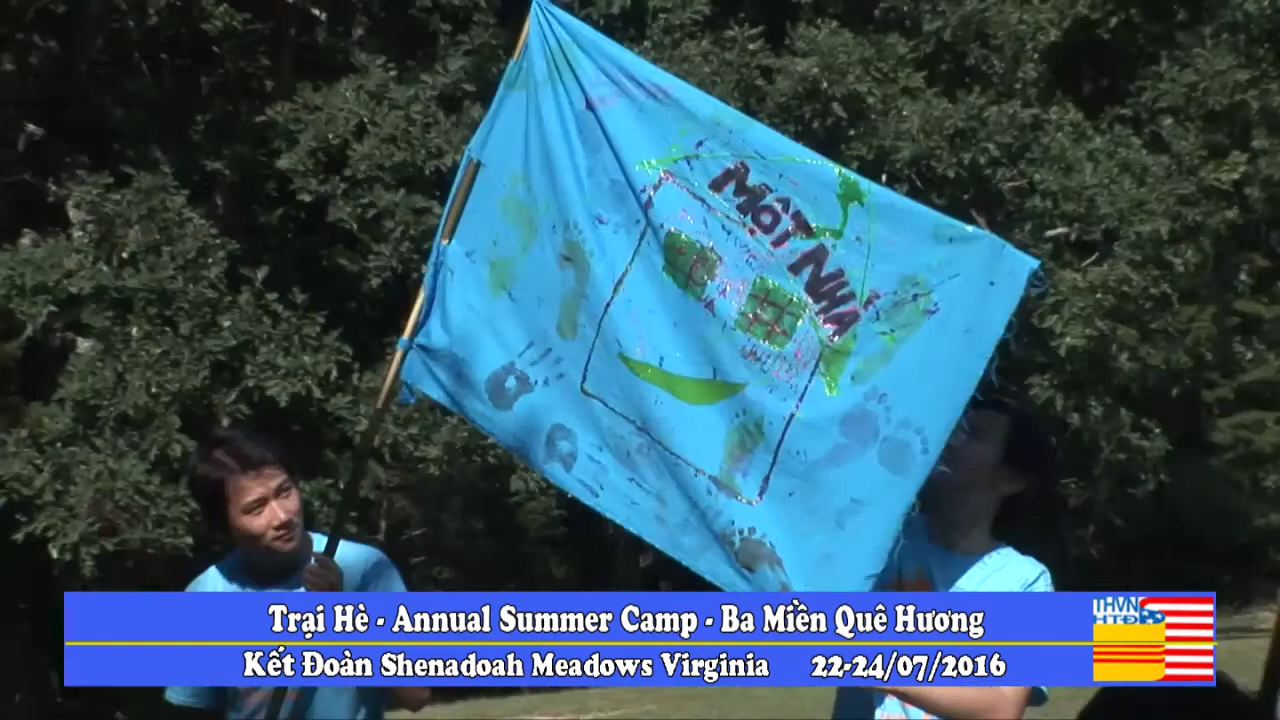 MỘT NHÀ
Trại Hè - Annual Summer Camp - Ba Miền Quê Hương
Kết Đoàn Shenadoah Meadows Virginia 22-24/07/2016
THVN
HTĐ